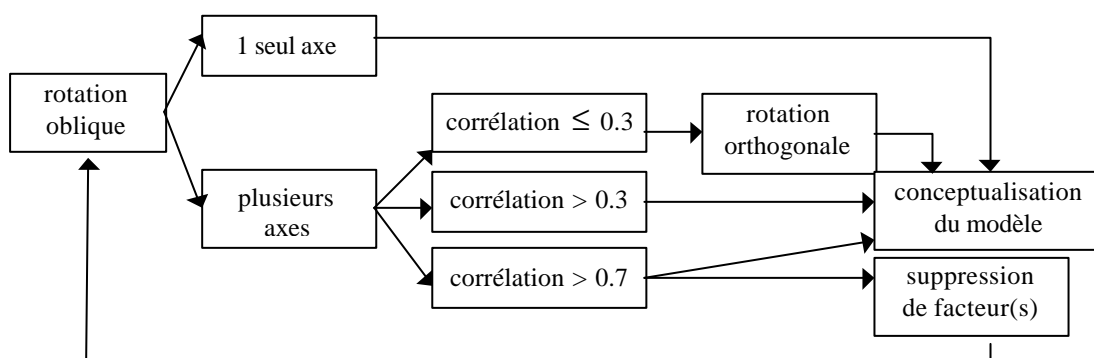 1 seul axe
rotation
oblique
corrélation ≤ 0.3
rotation
orthogonale
plusieurs
axes
corrélation > 0.3
conceptualisation
du modèle
corrélation > 0.7
suppression
de facteur(s)